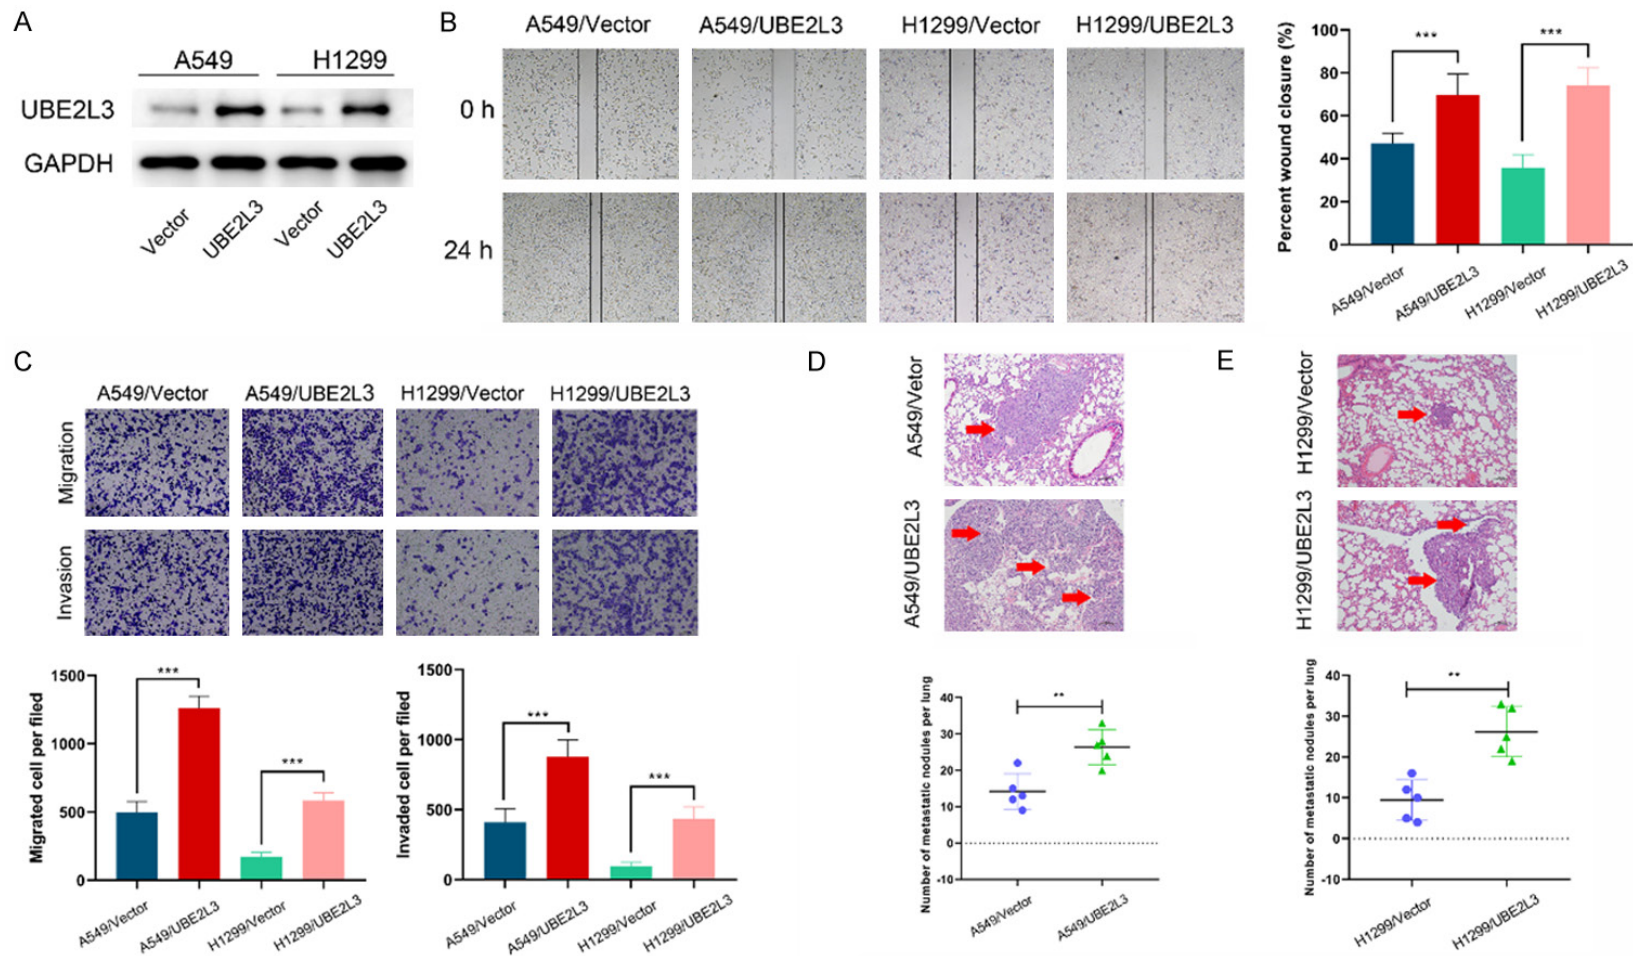 A
A549
H1299
UBE2L3
GAPDH
Vector
UBE2L3
Vector
UBE2L3
B
A549/Vector
A549/UBE2L3
H1299/Vector
H1299/UBE2L3
0 h
24 h
Percent wound closure (%)
100
80
60
40
20
0
***
***
A549/Vector
A549/UBE2L3
H1299/Vector
H1299/UBE2L3
C
A549/Vector
A549/UBE2L3
H1299/Vector
H1299/UBE2L3
Migration
Invasion
Migrated cell per filed
1500
1000
500
0
***
***
A549/Vector
A549/UBE2L3
H1299/Vector
H1299/UBE2L3
Invaded cell per filed
1500
1000
500
0
***
***
A549/Vector
A549/UBE2L3
H1299/Vector
H1299/UBE2L3
D
A549/Vetor
A549/UBE2L3
Number of metastatic nodules per lung
40
30
20
10
0
-10
**
A549/Vector
A549/UBE2L3
E
H1299/Vector
H1299/UBE2L3
Number of metastatic nodules per lung
40
30
20
10
0
-10
**
H1299/Vector
H1299/UBE2L3